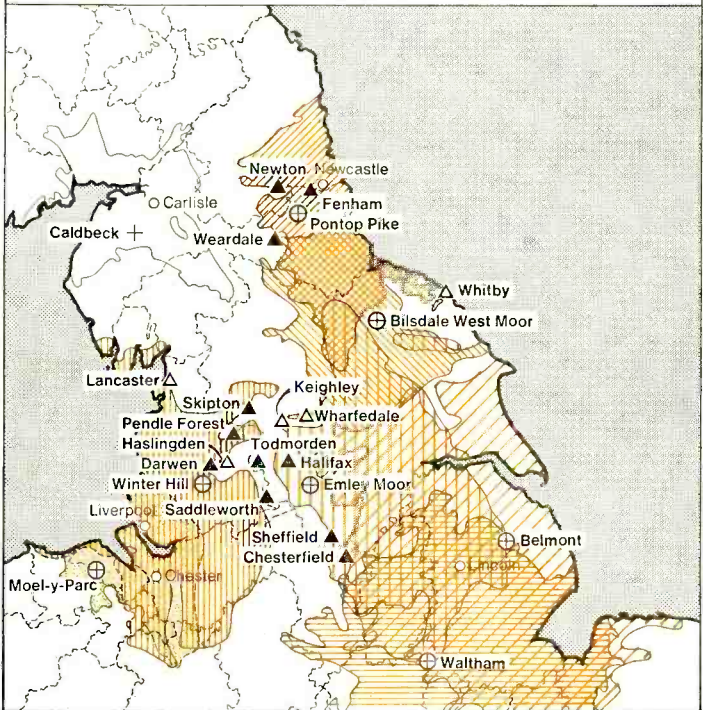 Newton Newcastle
Carlisle
Fenham
Pontop Pike
Caldbeck
Weardale
Whitby
Bilsdale West Moor
Lancaster
Keighley
Skipton
Wharfedale
Pendle Forest
Haslingden
Todmorden
Darwen
Halifax
Winter Hill
Emley Moor
Liverpool
Saddleworth
Sheffield
Belmont
Chesterfield
Lincoln
Moel-y-Parc
Chester
Waltham